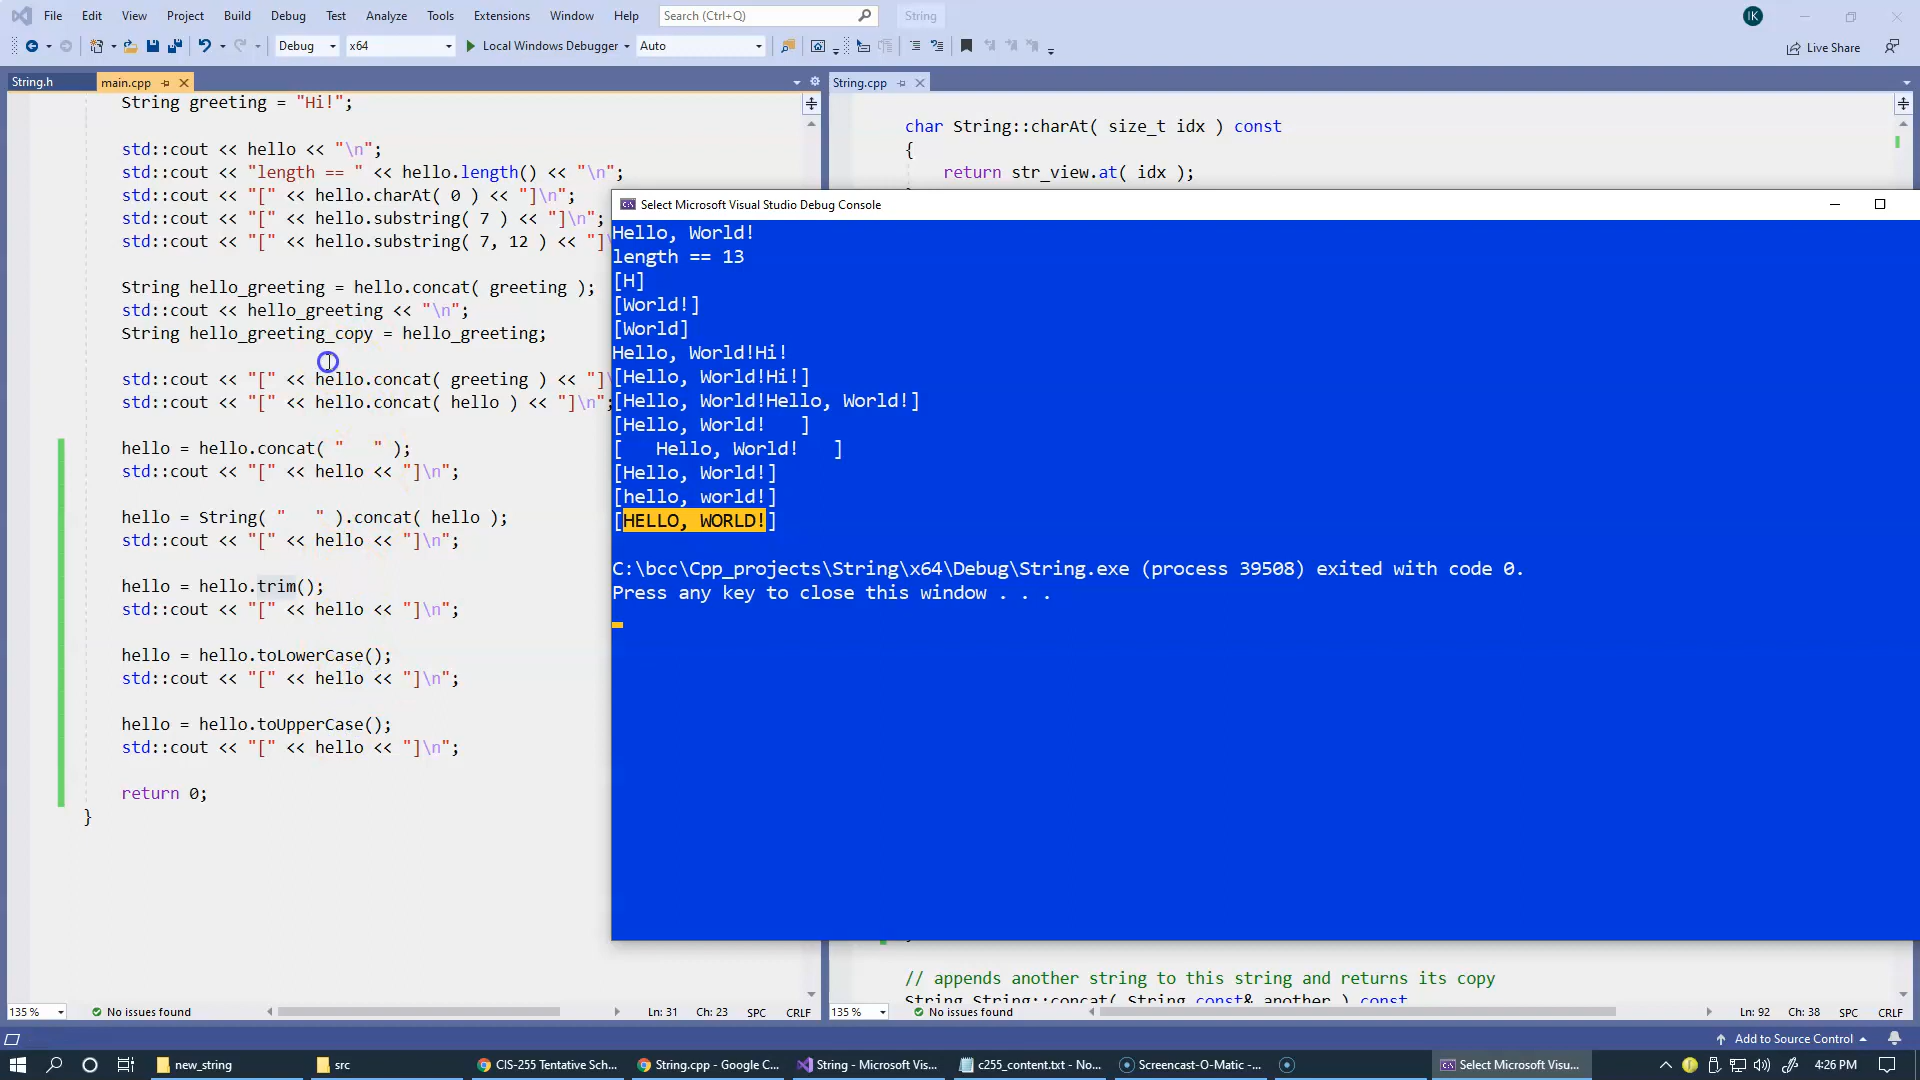 File Edit View Project Build Debug Test Analyze Tools Extensions Window Help Search (Ctrl+Q) String IK
Debug x64 Local Windows Debugger Auto Live Share
String.h main.cpp
String greeting = "Hi!";
std::cout << hello << "\n";
std::cout << "length == " << hello.length() << "\n";
std::cout << "[" << hello.charAt( 0 ) << "]\n";
std::cout << "[" << hello.substring( 7 ) << "]\n";
std::cout << "[" << hello.substring( 7, 12 ) << "]\
String hello_greeting = hello.concat( greeting );
std::cout << hello_greeting << "\n";
String hello_greeting_copy = hello_greeting;
std::cout << "[" << hello.concat( greeting ) << "]\
std::cout << "[" << hello.concat( hello ) << "]\n";
hello = hello.concat( "   " );
std::cout << "[" << hello << "]\n";
hello = String( "   " ).concat( hello );
std::cout << "[" << hello << "]\n";
hello = hello.trim();
std::cout << "[" << hello << "]\n";
hello = hello.toLowerCase();
std::cout << "[" << hello << "]\n";
hello = hello.toUpperCase();
std::cout << "[" << hello << "]\n";
return 0;
}
135 % No issues found Ln: 31 Ch: 23 SPC CRLF
String.cpp
char String::charAt( size_t idx ) const
{
return str_view.at( idx );
Select Microsoft Visual Studio Debug Console
Hello, World!
length == 13
[H]
[World!]
[World]
Hello, World!Hi!
[Hello, World!Hi!]
[Hello, World!Hello, World!]
[Hello, World!   ]
[   Hello, World!   ]
[Hello, World!]
[hello, world!]
[HELLO, WORLD!]
C:\bcc\Cpp_projects\String\x64\Debug\String.exe (process 39508) exited with code 0.
Press any key to close this window . . .
// appends another string to this string and returns its copy
String String::concat( String const& another ) const
135 % No issues found Ln: 92 Ch: 38 SPC CRLF
Add to Source Control
new_string src CIS-255 Tentative Sch... String.cpp - Google C... String - Microsoft Vis... c255_content.txt - No... Screencast-O-Matic -... Select Microsoft Visu... 4:26 PM